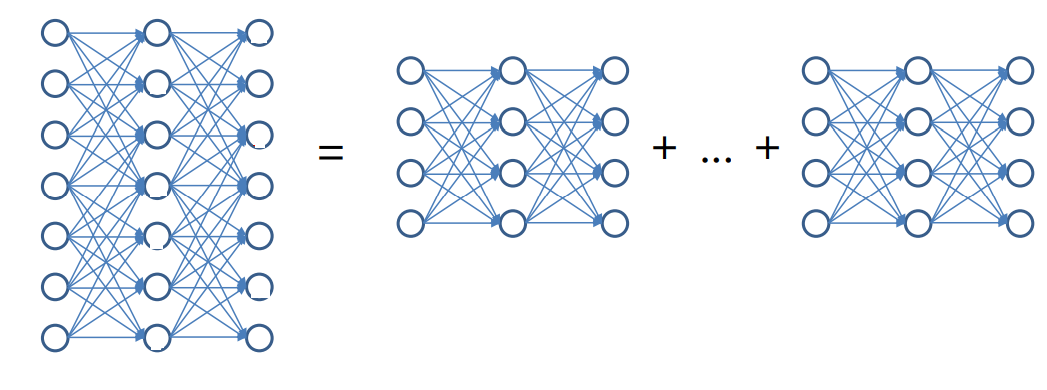 = + ... +